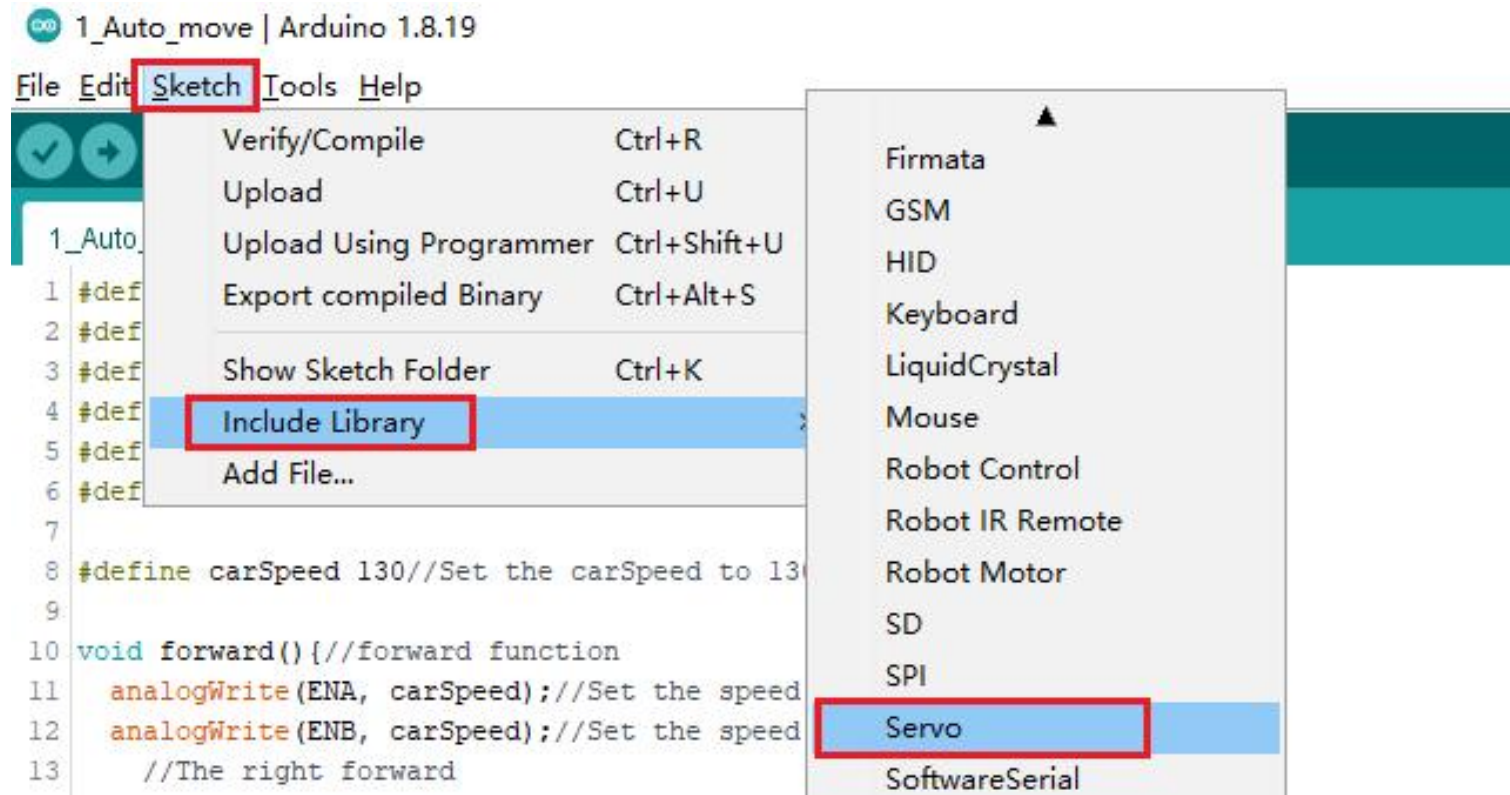 1_Auto_move | Arduino 1.8.19
File Edit Sketch Tools Help
Verify/Compile Ctrl+R
Upload Ctrl+U
Upload Using Programmer Ctrl+Shift+U
Export compiled Binary Ctrl+Alt+S
Show Sketch Folder Ctrl+K
Include Library
Add File...
Firmata
GSM
HID
Keyboard
LiquidCrystal
Mouse
Robot Control
Robot IR Remote
Robot Motor
SD
SPI
Servo
SoftwareSerial
1_Auto_
1 #def
2 #def
3 #def
4 #def
5 #def
6 #def
7
8 #define carSpeed 130//Set the carSpeed to 130
9
10 void forward(){//forward function
11 analogWrite(ENA, carSpeed);//Set the speed
12 analogWrite(ENB, carSpeed);//Set the speed
13 //The right forward